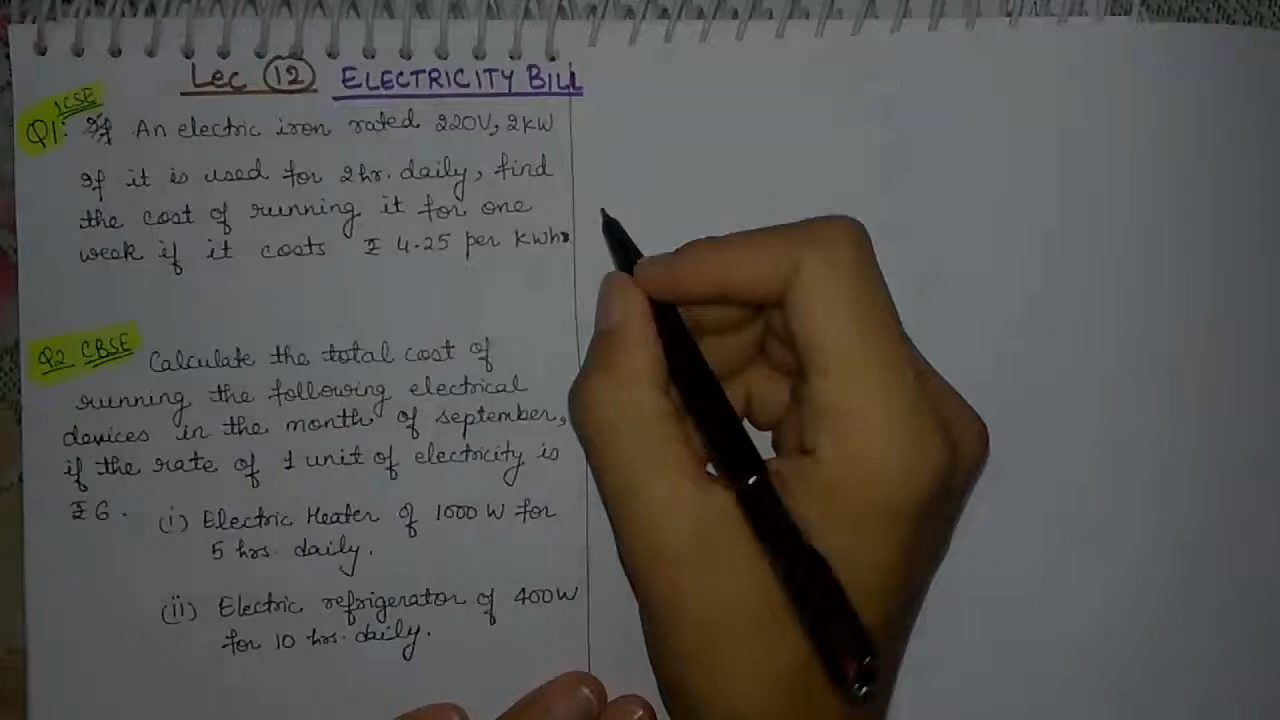 Lec 12 ELECTRICITY BILL
ICSE
Q1: An electric iron rated 220V, 2KW
If it is used for 2hr. daily, find
the cost of running it for one
week if it costs ₹ 4.25 per kwh
Q2 CBSE Calculate the total cost of
running the following electrical
devices in the month of september,
if the rate of 1 unit of electricity is
₹ 6. (i) Electric Heater of 1000 W for
5 hrs. daily.
(ii) Electric refrigerator of 400W
for 10 hrs. daily.